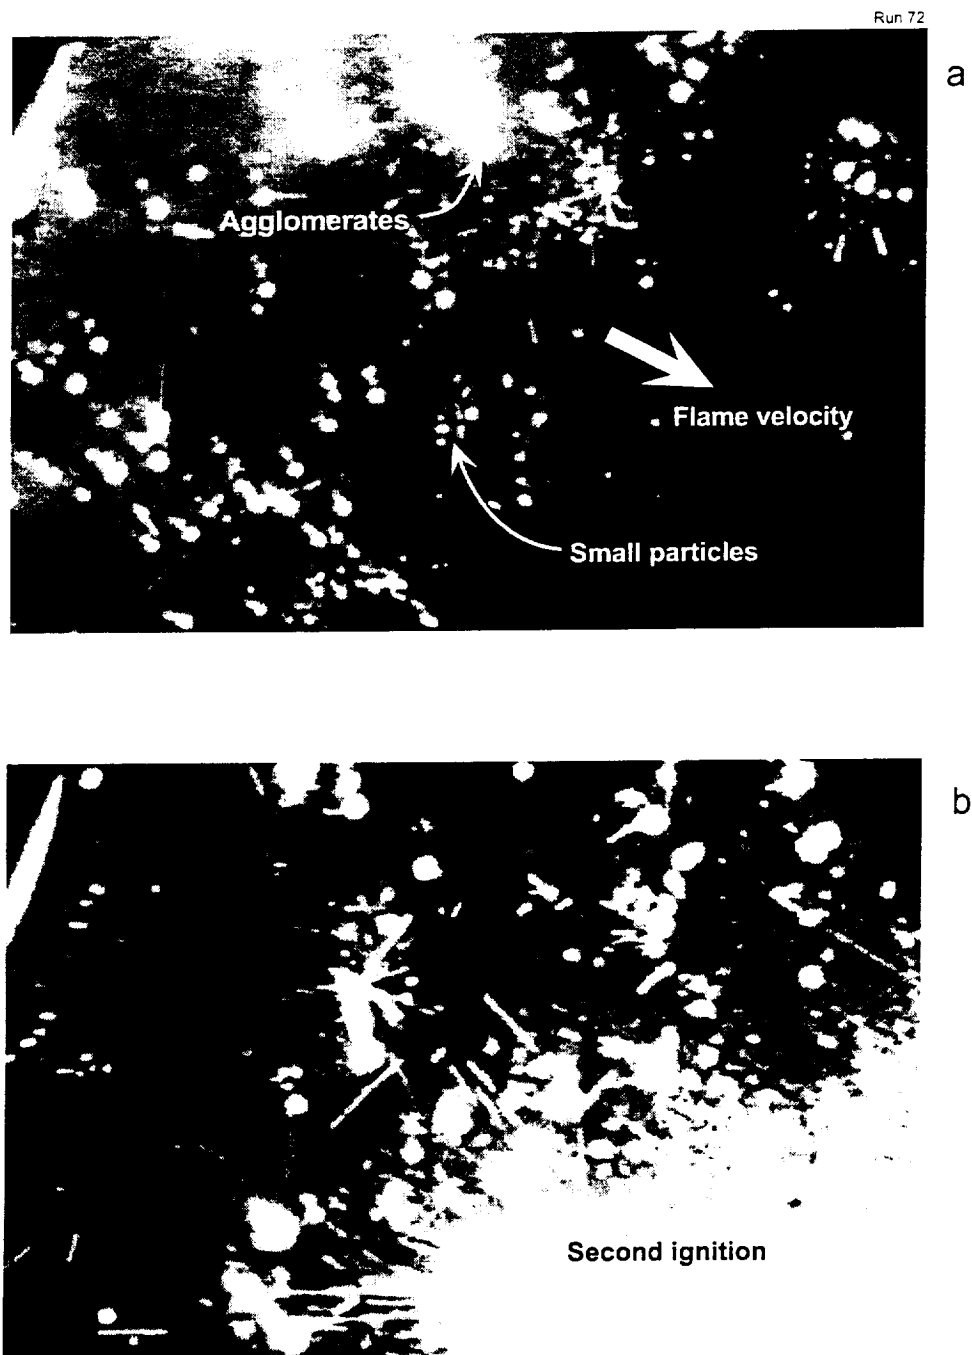 Run 72
a
Agglomerates
Flame velocity
Small particles
b
Second ignition